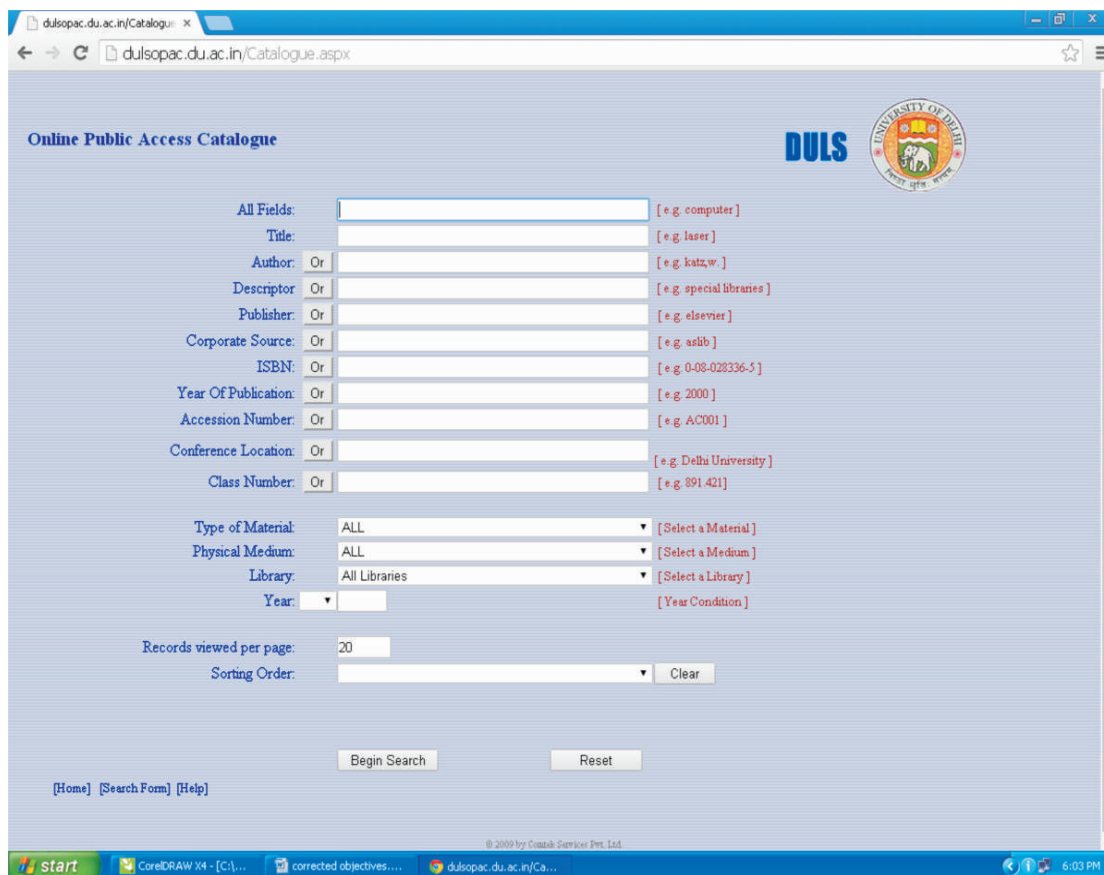 dulsopac.du.ac.in/Catalogue ×
dulsopac.du.ac.in/Catalogue.aspx
Online Public Access Catalogue
DULS
UNIVERSITY OF DELHI
All Fields: [ e.g. computer ]
Title: [ e.g. laser ]
Author: Or [ e.g. katz,w. ]
Descriptor Or [ e.g. special libraries ]
Publisher: Or [ e.g. elsevier ]
Corporate Source: Or [ e.g. aslib ]
ISBN: Or [ e.g. 0-08-028336-5 ]
Year Of Publication: Or [ e.g. 2000 ]
Accession Number: Or [ e.g. AC001 ]
Conference Location: Or [ e.g. Delhi University ]
Class Number: Or [ e.g. 891.421]
Type of Material: ALL [ Select a Material ]
Physical Medium: ALL [ Select a Medium ]
Library: All Libraries [ Select a Library ]
Year: [ Year Condition ]
Records viewed per page: 20
Sorting Order: Clear
Begin Search Reset
[Home] [Search Form] [Help]
© 2009 by Services Pvt. Ltd.
start CorelDRAW X4 - [C:\... corrected objectives.... dulsopac.du.ac.in/Ca... 6:03 PM